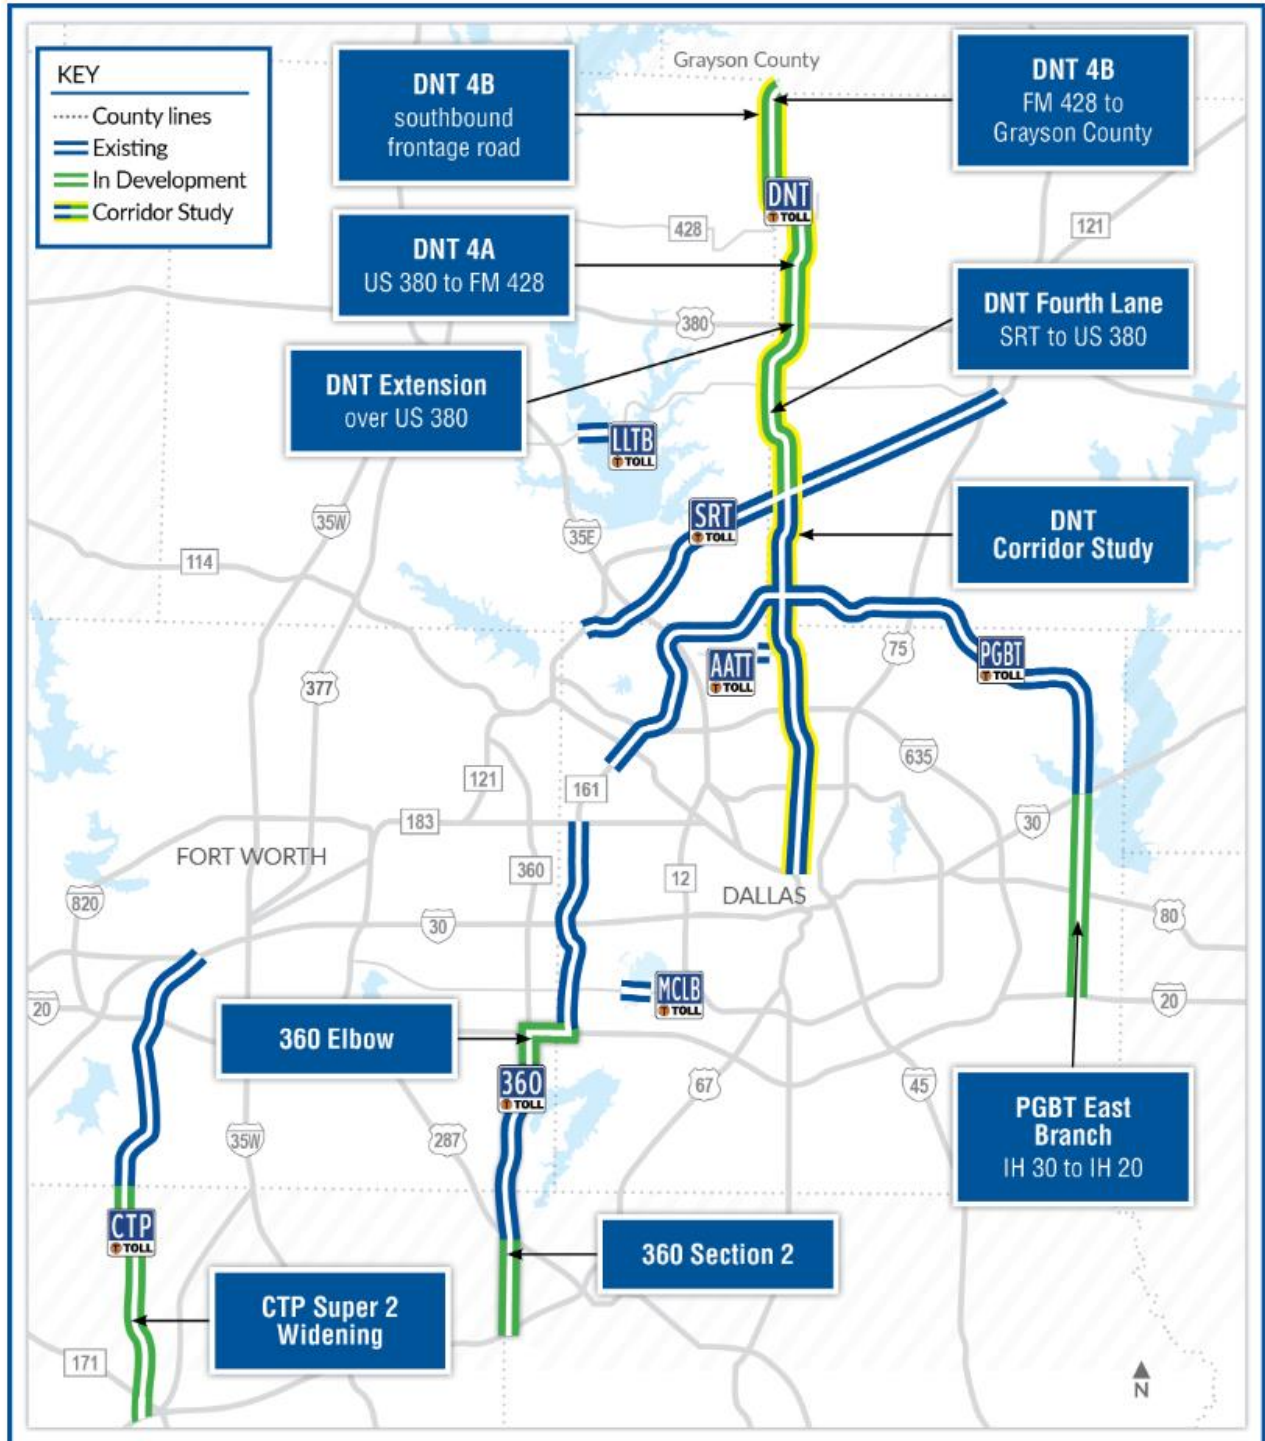 KEY
County lines
Existing
In Development
Corridor Study
DNT 4B
southbound
frontage road
Grayson County
DNT 4B
FM 428 to
Grayson County
DNT
TOLL
428
121
DNT 4A
US 380 to FM 428
380
DNT Fourth Lane
SRT to US 380
DNT Extension
over US 380
LLTB
TOLL
SRT
TOLL
35W
35E
114
DNT
Corridor Study
75
PGBT
TOLL
AATT
TOLL
377
635
121
161
183
30
FORT WORTH
360
12
DALLAS
820
30
80
20
MCLB
TOLL
20
360 Elbow
360
TOLL
67
45
35W
287
PGBT East
Branch
IH 30 to IH 20
CTP
TOLL
360 Section 2
CTP Super 2
Widening
171
N